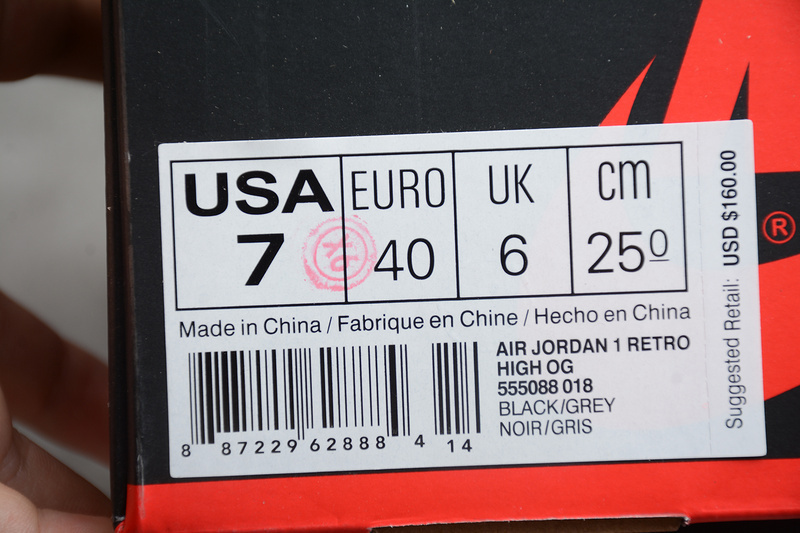 USA EURO UK cm
7 40 6 250
Made in China / Fabrique en Chine / Hecho en China
AIR JORDAN 1 RETRO
HIGH OG
555088 018
BLACK/GREY
NOIR/GRIS
8 87229 62888 4 14
Suggested Retail: USD $160.00
®